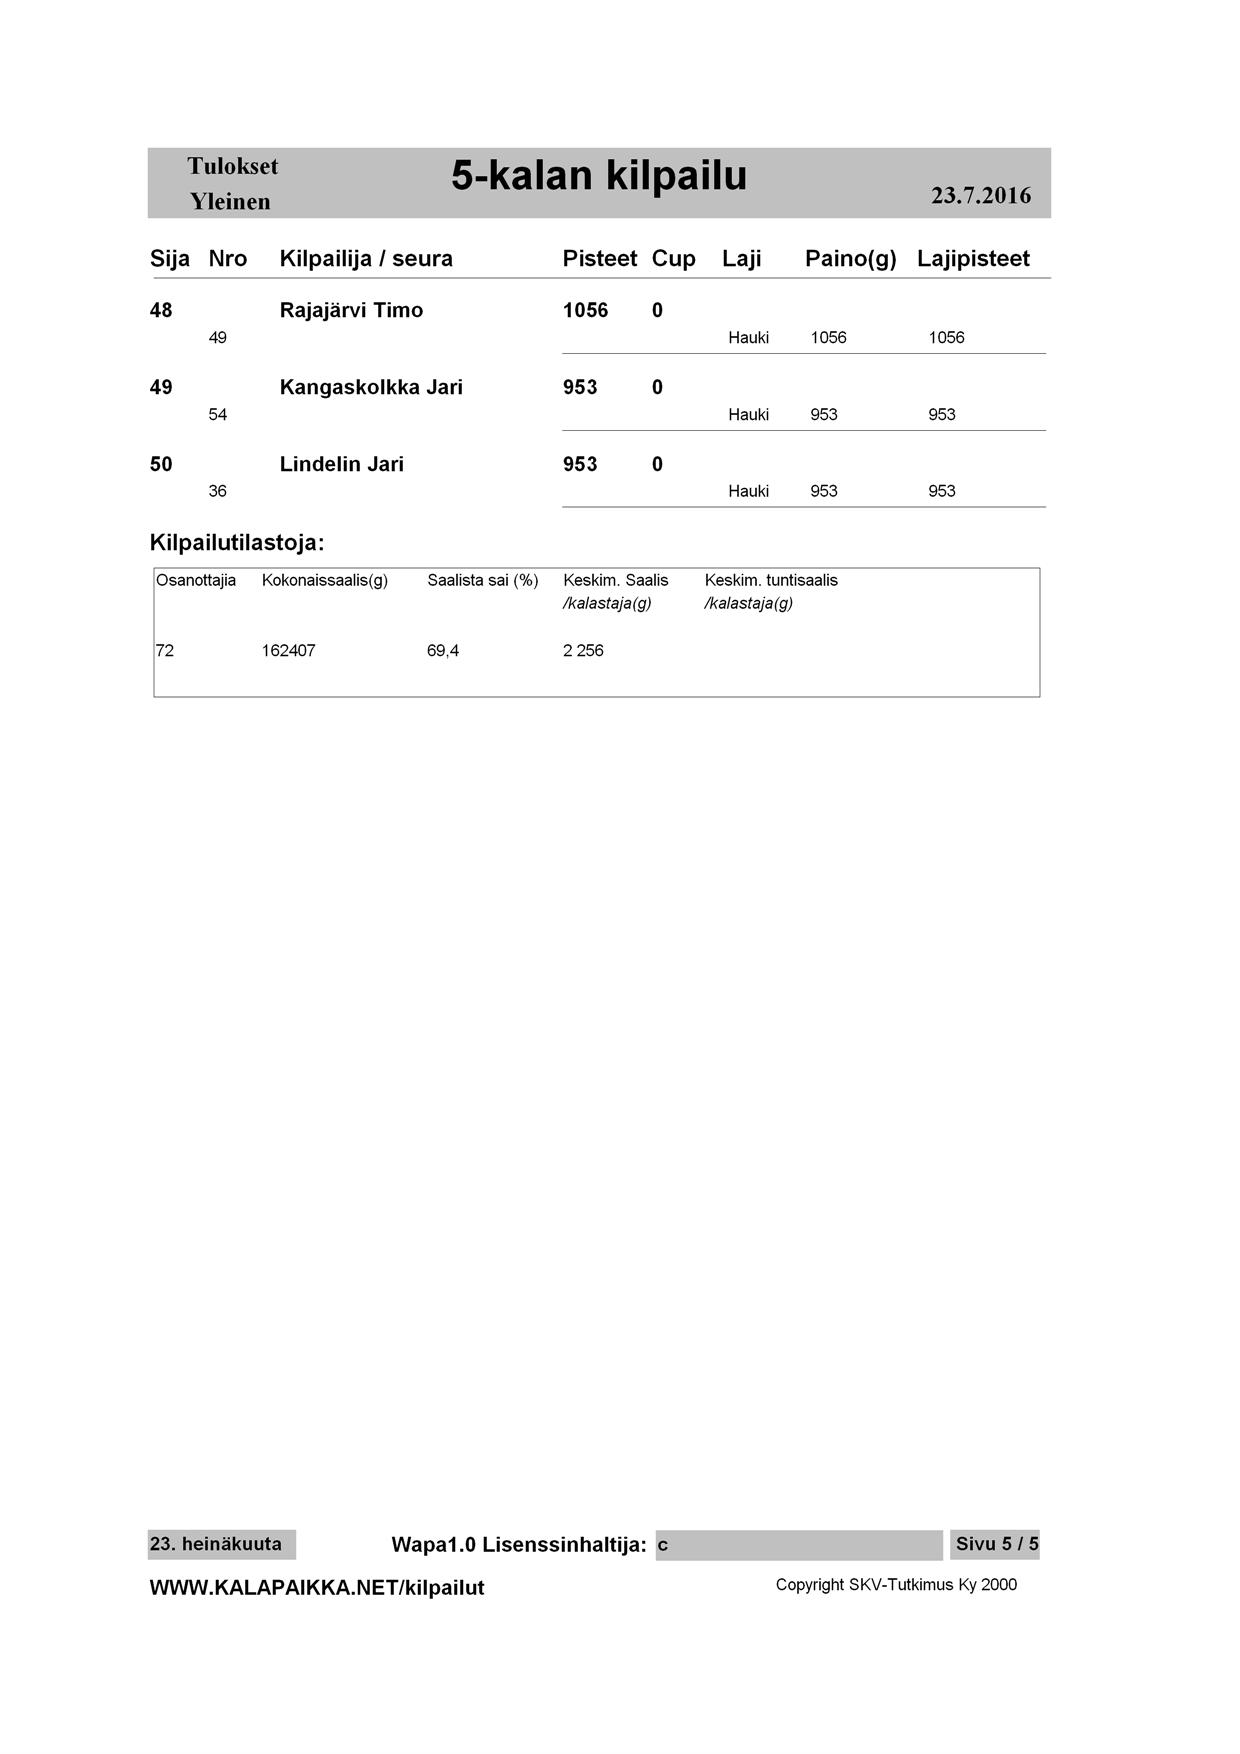 Tulokset
Yleinen
5-kalan kilpailu
23.7.2016
Sija Nro Kilpailija / seura Pisteet Cup Laji Paino(g) Lajipisteet
48 Rajajärvi Timo 1056 0
49 Hauki 1056 1056
49 Kangaskolkka Jari 953 0
54 Hauki 953 953
50 Lindelin Jari 953 0
36 Hauki 953 953
Kilpailutilastoja:
Osanottajia Kokonaissaalis(g) Saalista sai (%) Keskim. Saalis Keskim. tuntisaalis
/kalastaja(g) /kalastaja(g)
72 162407 69,4 2 256
23. heinäkuuta Wapa1.0 Lisenssinhaltija: c Sivu 5 / 5
WWW.KALAPAIKKA.NET/kilpailut Copyright SKV-Tutkimus Ky 2000